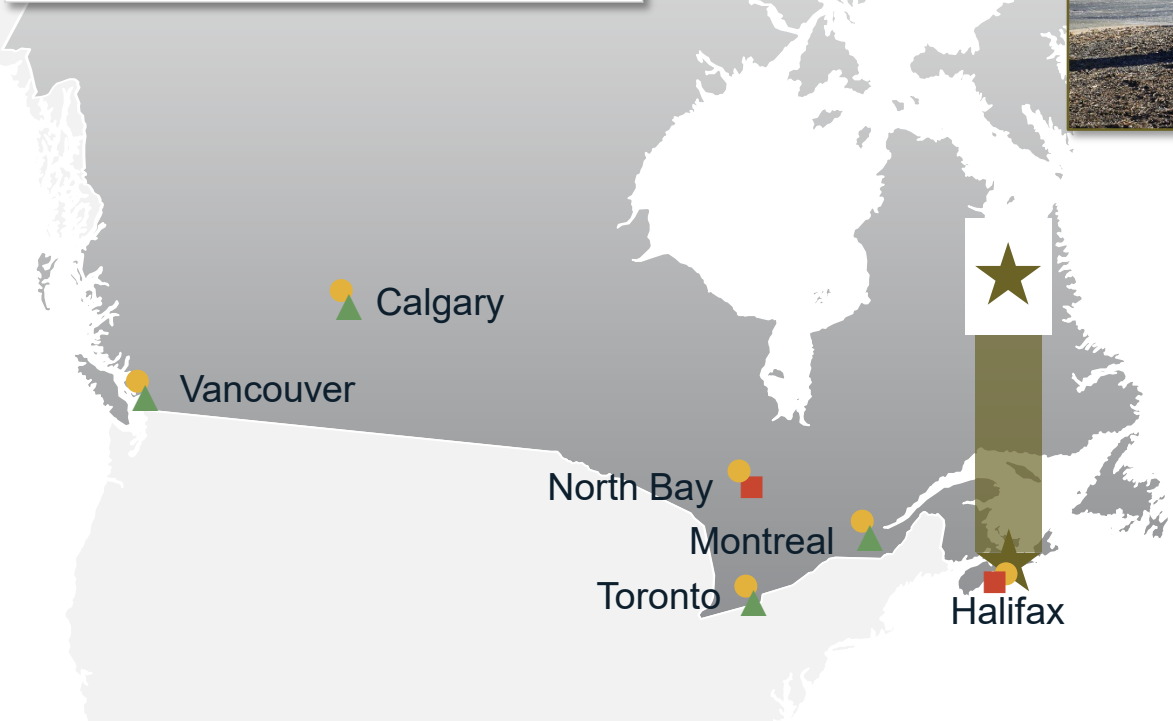 Calgary
Vancouver
North Bay
Montreal
Toronto
Halifax